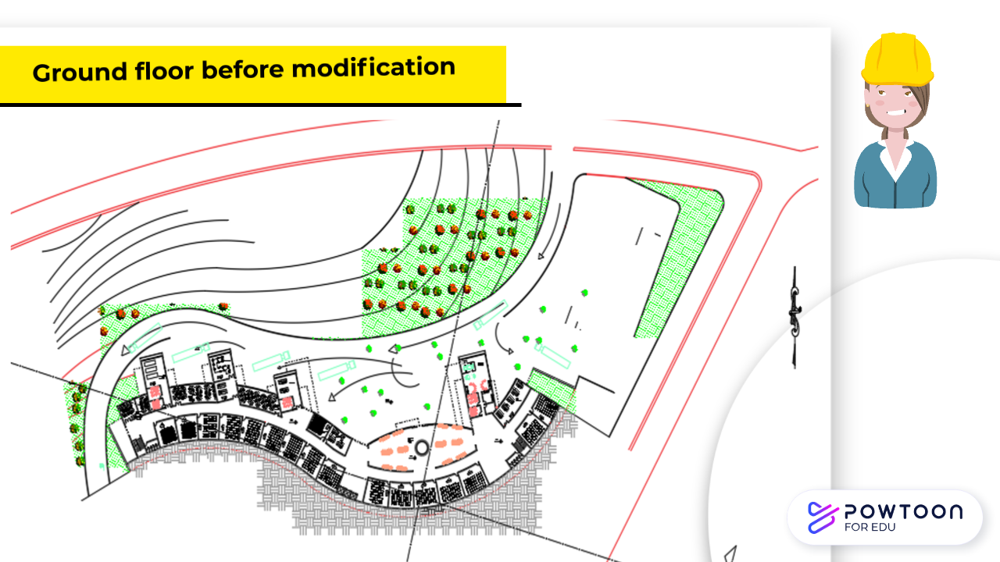 Ground floor before modification
POWTOON
FOR EDU